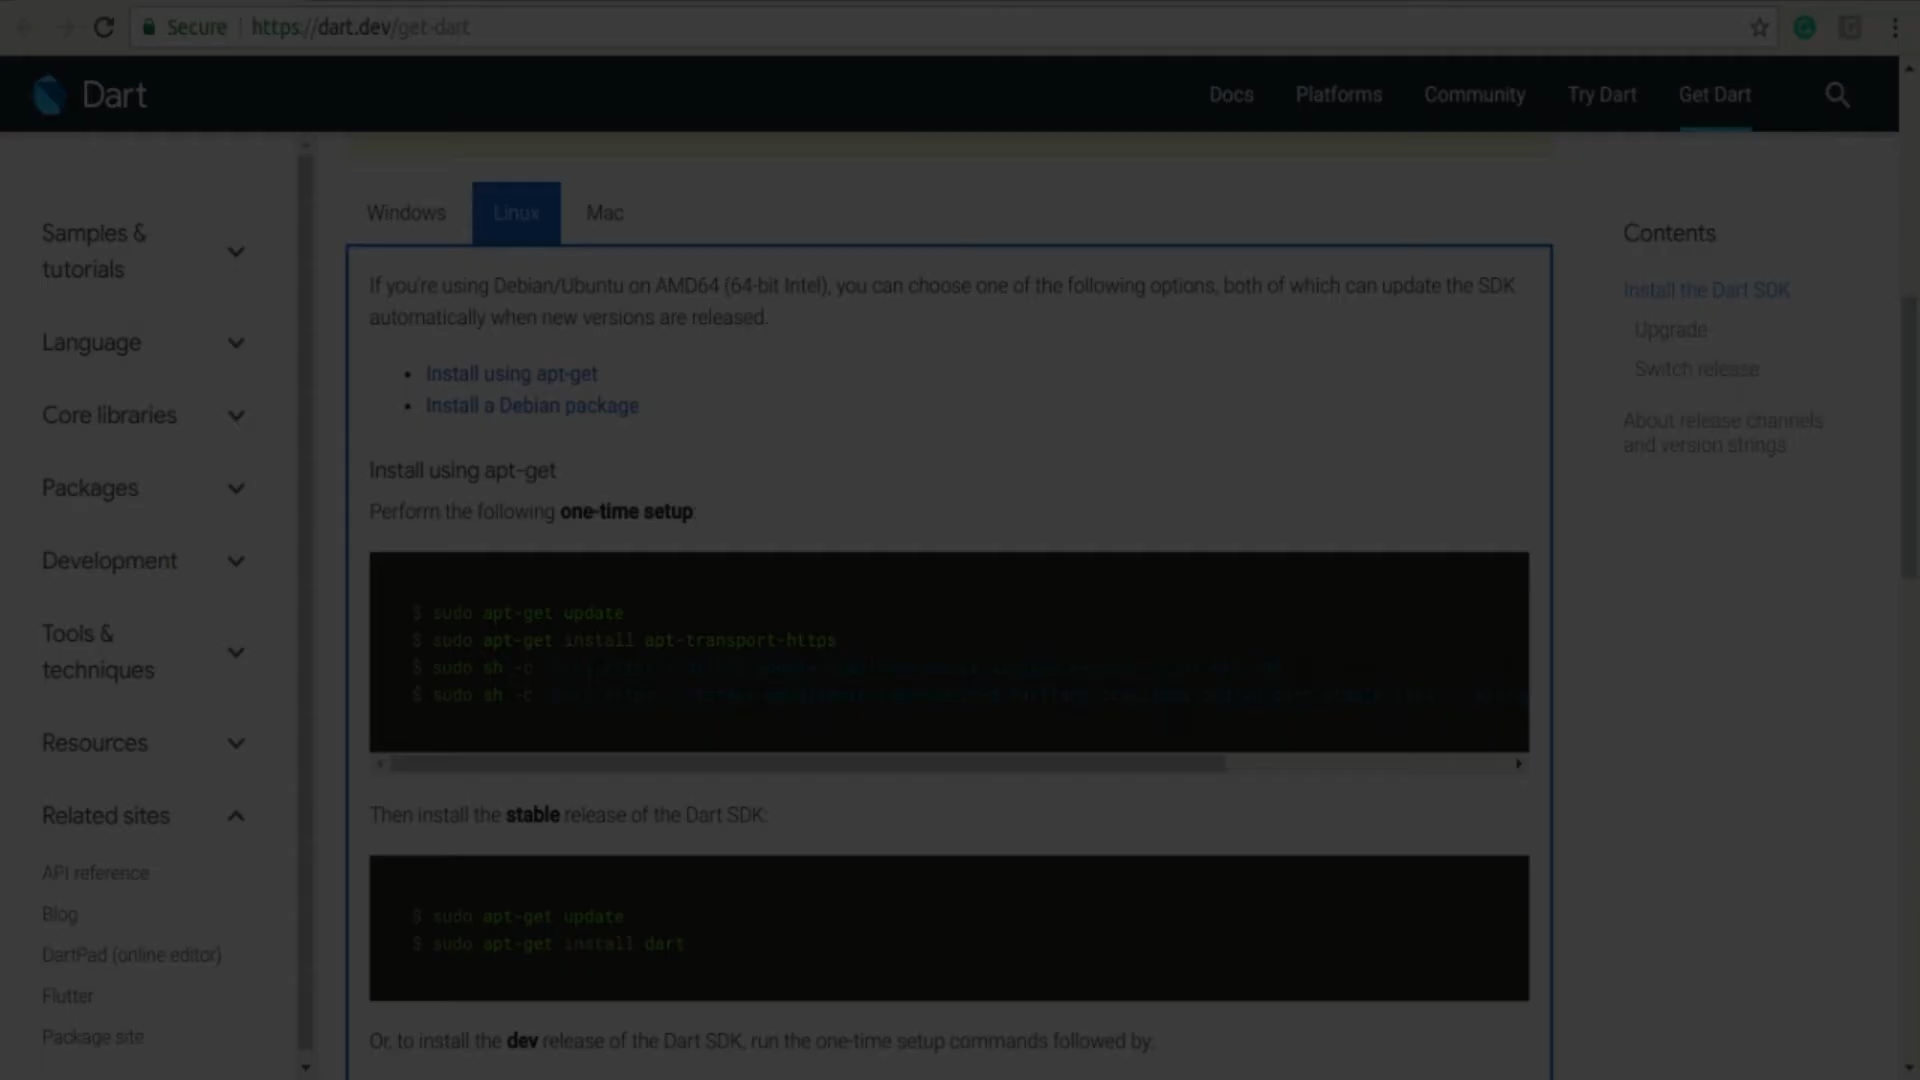 Secure https://dart.dev/get-dart
Dart
Docs Platforms Community Try Dart Get Dart
Samples &
tutorials
Language
Core libraries
Packages
Development
Tools &
techniques
Resources
Related sites
API reference
Blog
DartPad (online editor)
Flutter
Package site
Windows Linux Mac
If you're using Debian/Ubuntu on AMD64 (64-bit Intel), you can choose one of the following options, both of which can update the SDK
automatically when new versions are released.
• Install using apt-get
• Install a Debian package
Install using apt-get
Perform the following one-time setup:
$ sudo apt-get update
$ sudo apt-get install apt-transport-https
$ sudo sh -c
$ sudo sh -c
Then install the stable release of the Dart SDK:
$ sudo apt-get update
$ sudo apt-get install dart
Or, to install the dev release of the Dart SDK, run the one-time setup commands followed by:
Contents
Install the Dart SDK
Upgrade
Switch release
About release channels
and version strings